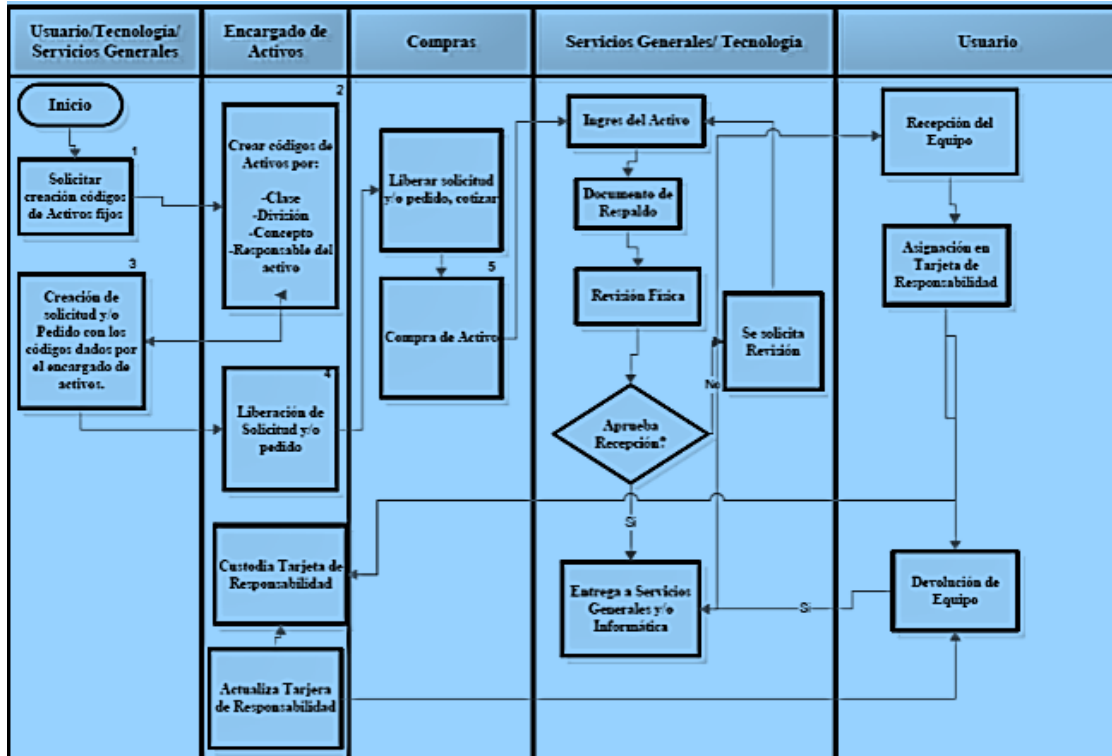 Usuario/Tecnología/
Servicios Generales
Encargado de
Activos
Compras
Servicios Generales/ Tecnología
Usuario
Inicio
1
Solicitar
creación códigos
de Activos fijos
3
Creación de
solicitud y/o
Pedido con los
códigos dados por
el encargado de
activos.
2
Crear códigos de
Activos por:
-Clase
-División
-Concepto
-Responsable del
activo
4
Liberación de
Solicitud y/o
pedido
Custodia Tarjeta de
Responsabilidad
Actualiza Tarjera
de Responsabilidad
Liberar solicitud
y/o pedido, cotizar
5
Compra de Activo
Ingres del Activo
Documento de
Respaldo
Revisión Física
Se solicita
Revisión
No
Aprueba
Recepción?
Si
Entrega a Servicios
Generales y/o
Informática
Si
Recepción del
Equipo
Asignación en
Tarjeta de
Responsabilidad
Devolución de
Equipo